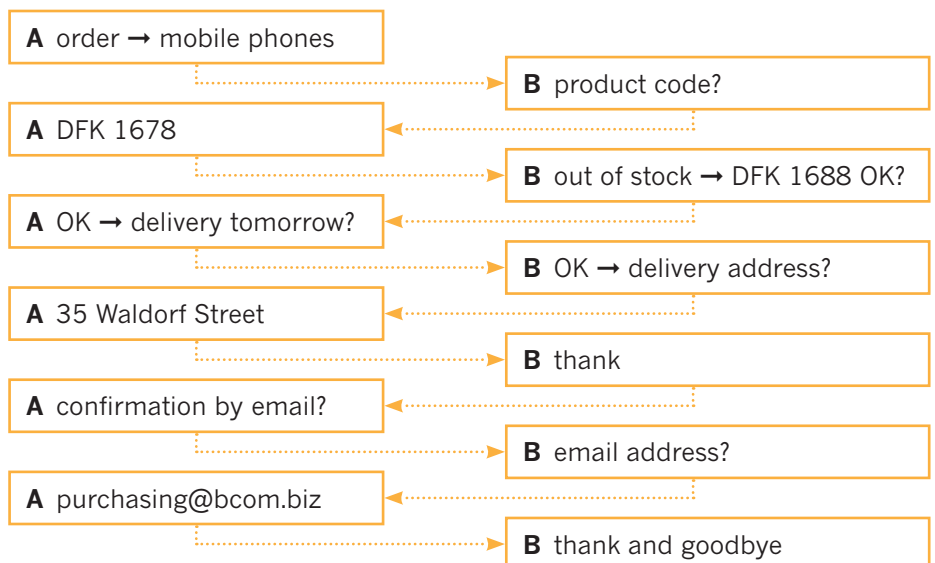 A order → mobile phones
B product code?
A DFK 1678
B out of stock → DFK 1688 OK?
A OK → delivery tomorrow?
B OK → delivery address?
A 35 Waldorf Street
B thank
A confirmation by email?
B email address?
A purchasing@bcom.biz
B thank and goodbye